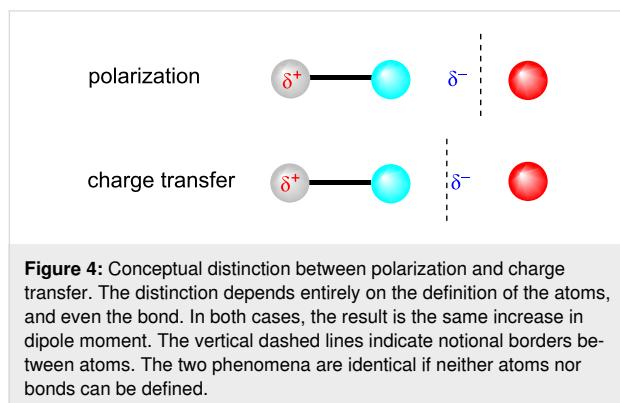 polarization δ+ δ−
charge transfer δ+ δ−
Figure 4: Conceptual distinction between polarization and charge
transfer. The distinction depends entirely on the definition of the atoms,
and even the bond. In both cases, the result is the same increase in
dipole moment. The vertical dashed lines indicate notional borders be-
tween atoms. The two phenomena are identical if neither atoms nor
bonds can be defined.